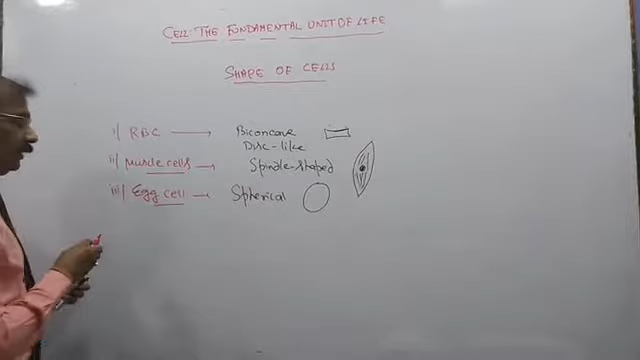 CELL: THE FUNDAMENTAL UNIT OF LIFE
SHAPE OF CELLS
i) RBC → Biconcave
Disc-like
ii) Muscle cells → Spindle-shaped
iii) Egg cell → Spherical